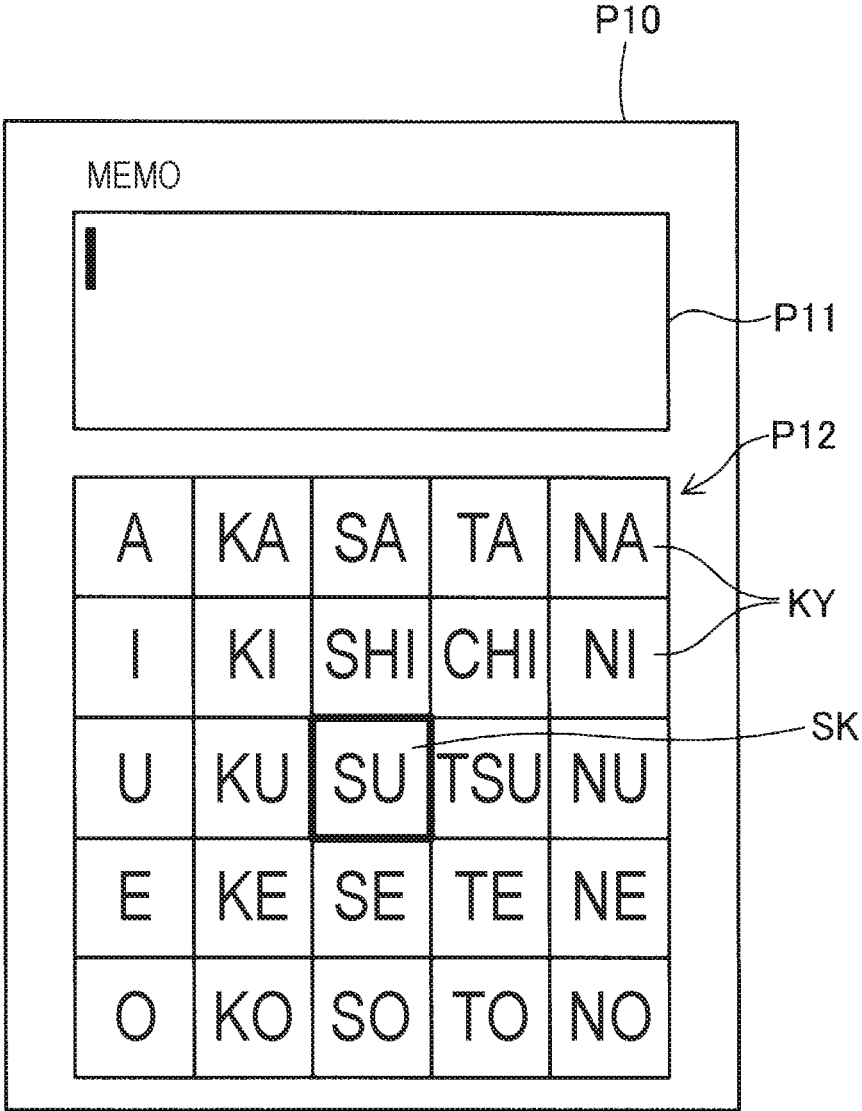 P10
MEMO
P11
P12
A KA SA TA NA
KY
I KI SHI CHI NI
SK
U KU SU TSU NU
E KE SE TE NE
O KO SO TO NO